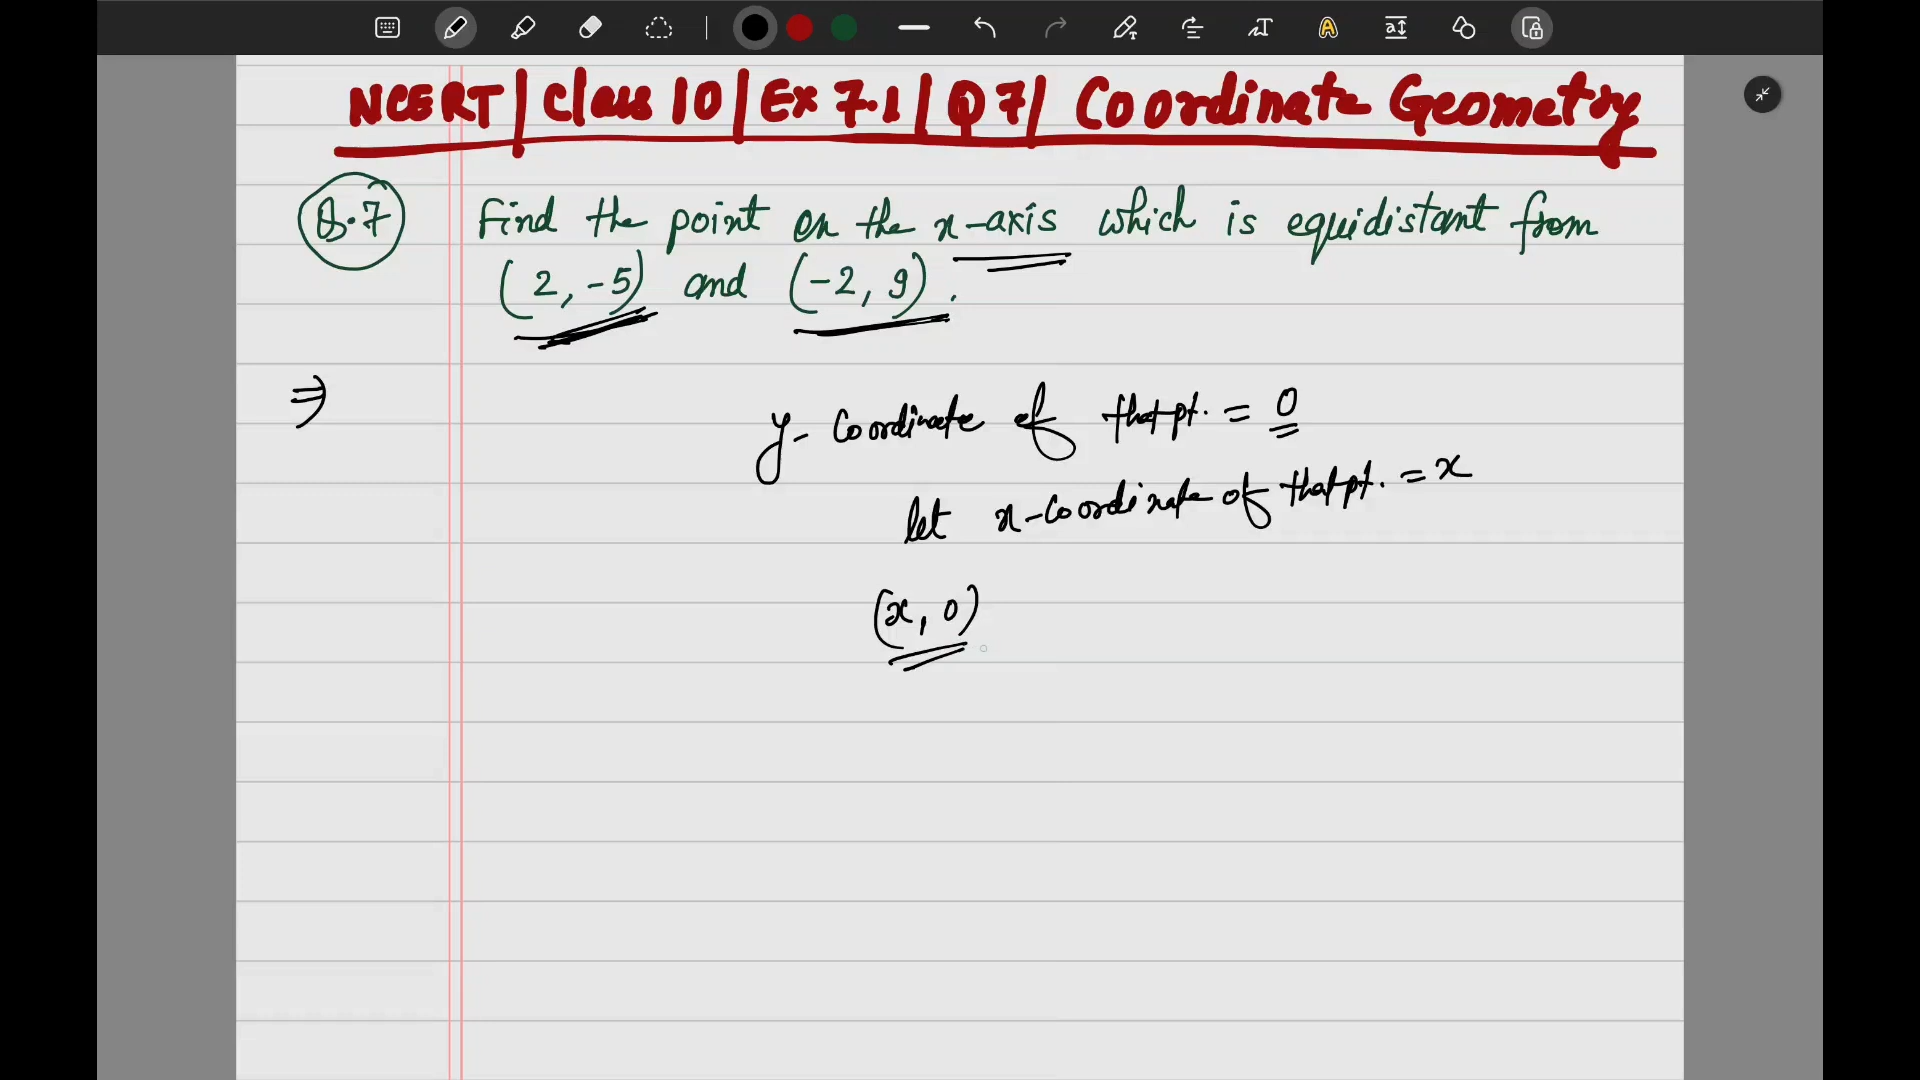 NCERT | Class 10 | Ex 7.1 | Q 7 | Coordinate Geometry
Q.7 Find the point on the x-axis which is equidistant from
(2, -5) and (-2, 9).
⇒ y-coordinate of that pt. = 0
let x-coordinate of that pt. = x
(x, 0)